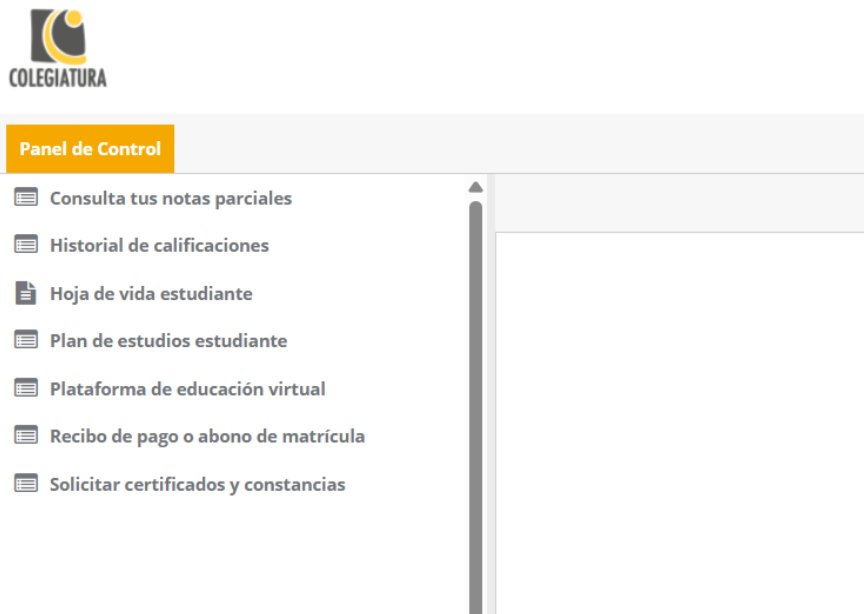 COLEGIATURA
Panel de Control
Consulta tus notas parciales
Historial de calificaciones
Hoja de vida estudiante
Plan de estudios estudiante
Plataforma de educación virtual
Recibo de pago o abono de matrícula
Solicitar certificados y constancias